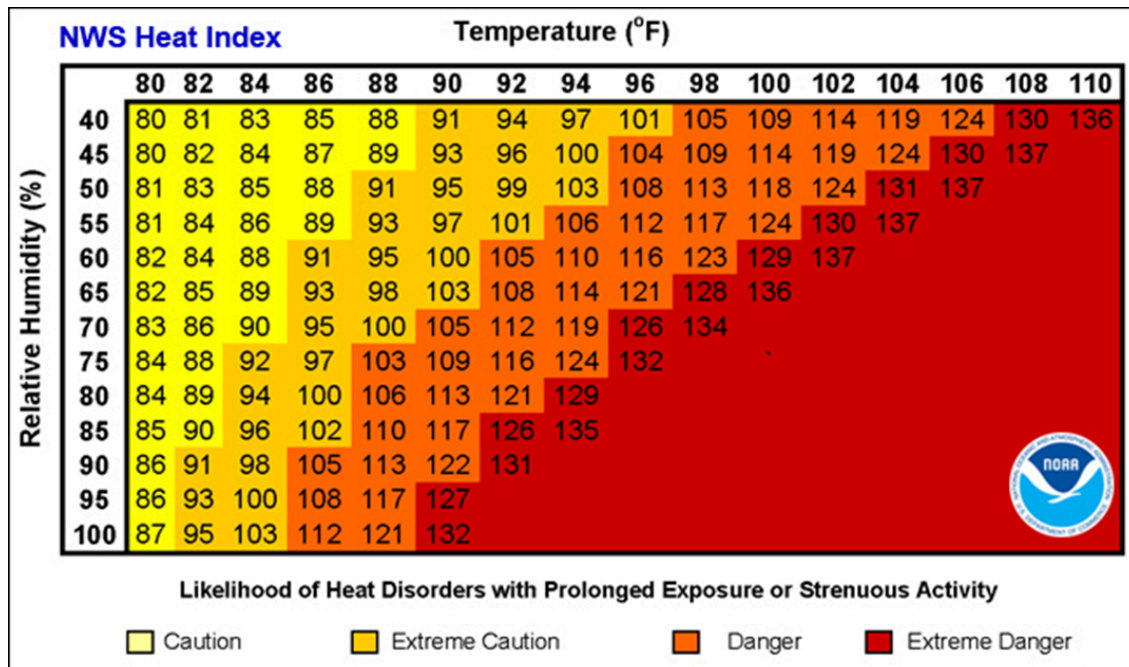 NWS Heat Index
Temperature (°F)
80 82 84 86 88 90 92 94 96 98 100 102 104 106 108 110
Relative Humidity (%)
40 80 81 83 85 88 91 94 97 101 105 109 114 119 124 130 136
45 80 82 84 87 89 93 96 100 104 109 114 119 124 130 137
50 81 83 85 88 91 95 99 103 108 113 118 124 131 137
55 81 84 86 89 93 97 101 106 112 117 124 130 137
60 82 84 88 91 95 100 105 110 116 123 129 137
65 82 85 89 93 98 103 108 114 121 128 136
70 83 86 90 95 100 105 112 119 126 134
75 84 88 92 97 103 109 116 124 132
80 84 89 94 100 106 113 121 129
85 85 90 96 102 110 117 126 135
90 86 91 98 105 113 122 131
95 86 93 100 108 117 127
100 87 95 103 112 121 132
NATIONAL OCEANIC AND ATMOSPHERIC ADMINISTRATION
NOAA
U.S. DEPARTMENT OF COMMERCE
Likelihood of Heat Disorders with Prolonged Exposure or Strenuous Activity
Caution
Extreme Caution
Danger
Extreme Danger